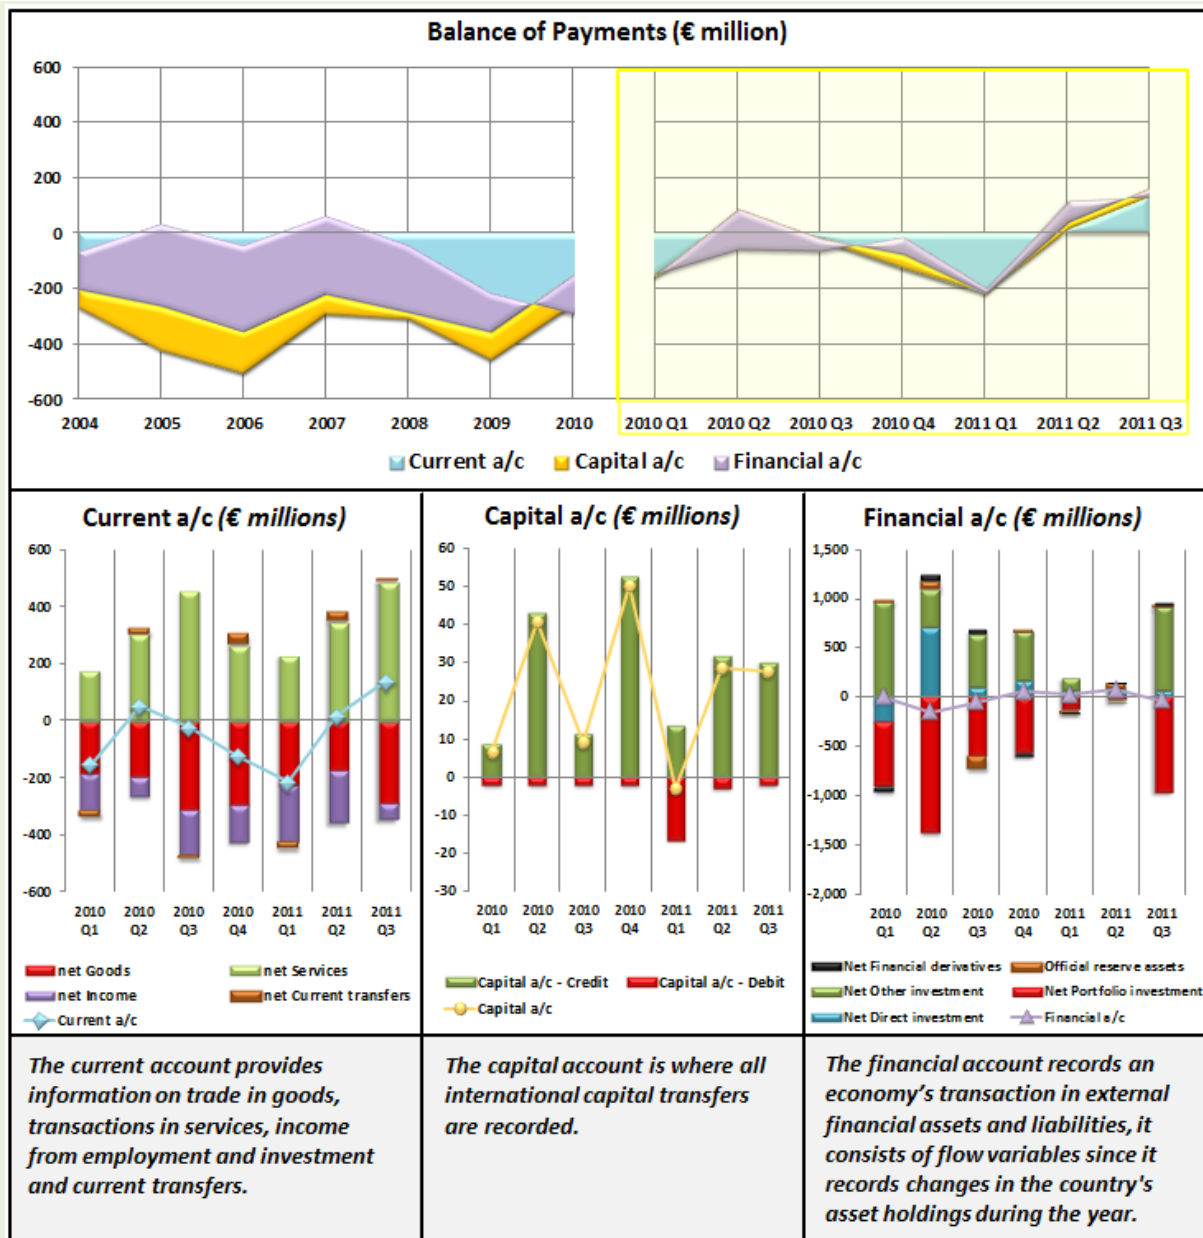 Balance of Payments (€ million)
600
400
200
0
-200
-400
-600
2004 2005 2006 2007 2008 2009 2010 2010 Q1 2010 Q2 2010 Q3 2010 Q4 2011 Q1 2011 Q2 2011 Q3
Current a/c Capital a/c Financial a/c
Current a/c (€ millions)
600
400
200
0
-200
-400
-600
2010 2010 2010 2010 2011 2011 2011
Q1 Q2 Q3 Q4 Q1 Q2 Q3
net Goods net Services
net Income net Current transfers
Current a/c
Capital a/c (€ millions)
60
50
40
30
20
10
0
-10
-20
-30
2010 2010 2010 2010 2011 2011 2011
Q1 Q2 Q3 Q4 Q1 Q2 Q3
Capital a/c - Credit Capital a/c - Debit
Capital a/c
Financial a/c (€ millions)
1,500
1,000
500
0
-500
-1,000
-1,500
-2,000
2010 2010 2010 2010 2011 2011 2011
Q1 Q2 Q3 Q4 Q1 Q2 Q3
Net Financial derivatives Official reserve assets
Net Other investment Net Portfolio investment
Net Direct investment Financial a/c
The current account provides
information on trade in goods,
transactions in services, income
from employment and investment
and current transfers.
The capital account is where all
international capital transfers
are recorded.
The financial account records an
economy's transaction in external
financial assets and liabilities, it
consists of flow variables since it
records changes in the country's
asset holdings during the year.